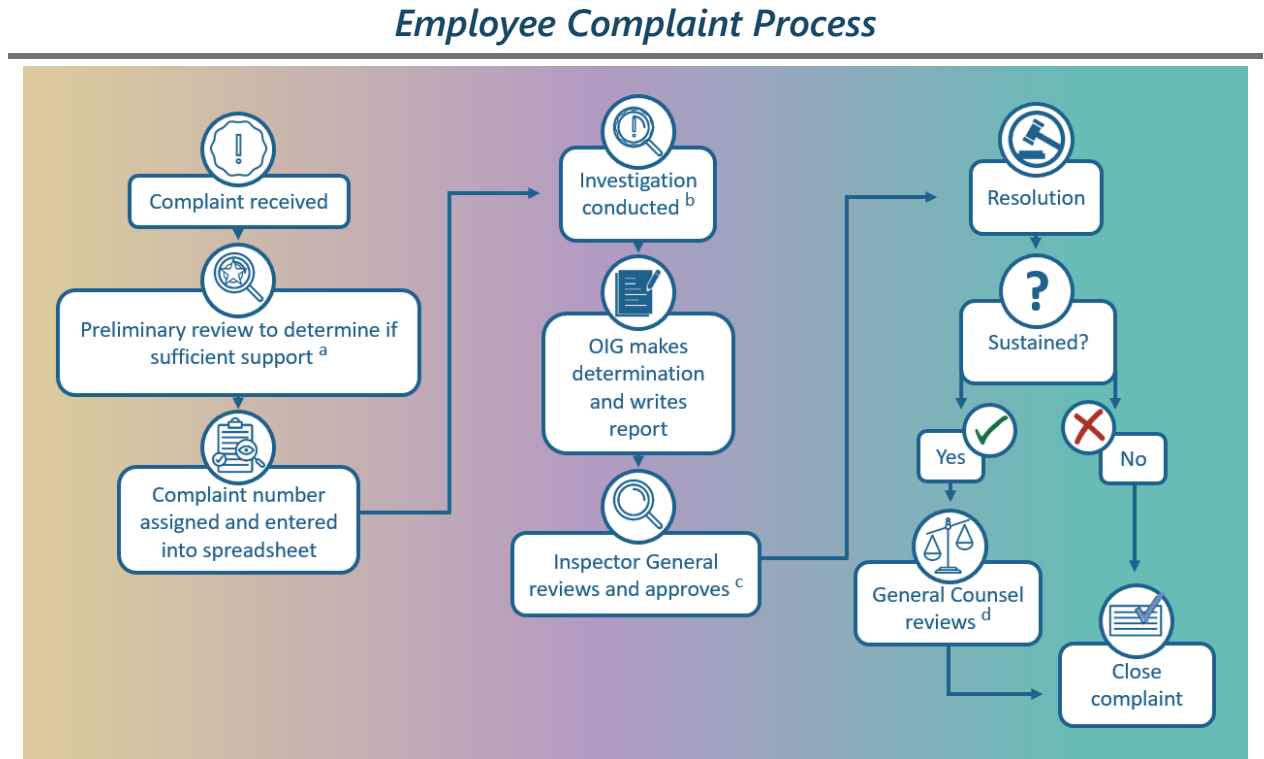 Employee Complaint Process
Complaint received
Preliminary review to determine if
sufficient support a
Complaint number
assigned and entered
into spreadsheet
Investigation
conducted b
OIG makes
determination
and writes
report
Inspector General
reviews and approves c
Resolution
?
Sustained?
Yes
No
General Counsel
reviews d
Close
complaint